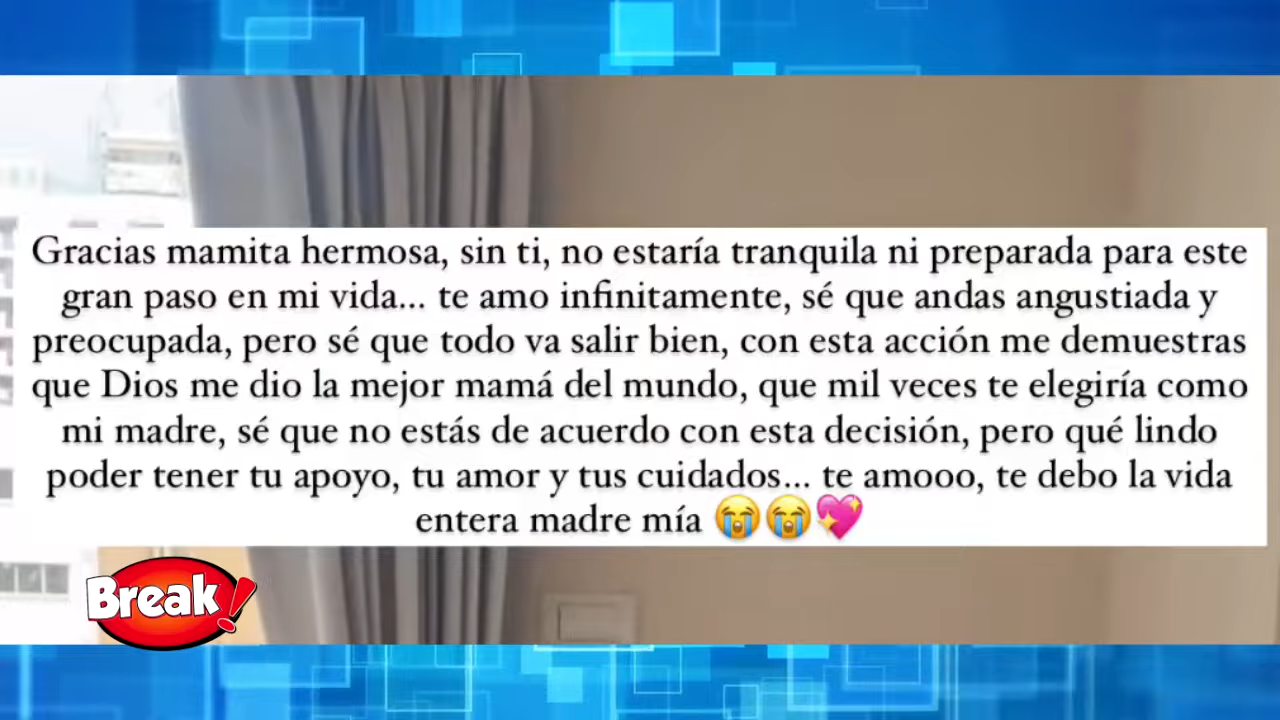 Gracias mamita hermosa, sin ti, no estaría tranquila ni preparada para este
gran paso en mi vida... te amo infinitamente, sé que andas angustiada y
preocupada, pero sé que todo va salir bien, con esta acción me demuestras
que Dios me dio la mejor mamá del mundo, que mil veces te elegiría como
mi madre, sé que no estás de acuerdo con esta decisión, pero qué lindo
poder tener tu apoyo, tu amor y tus cuidados... te amooo, te debo la vida
entera madre mía 😭😭💖
Break!